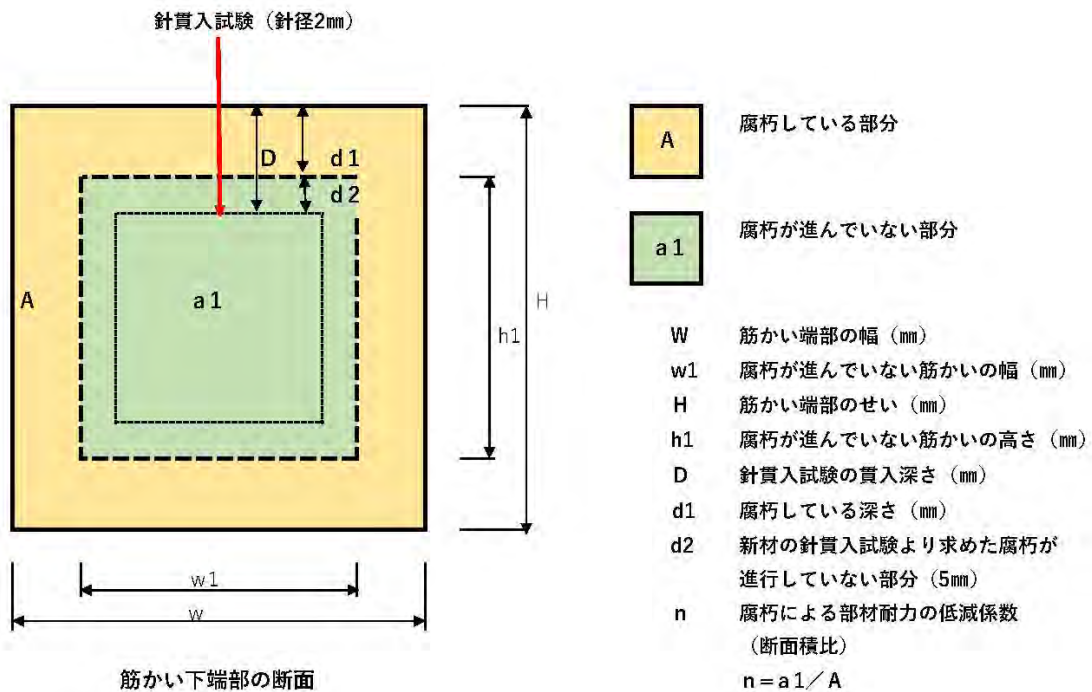 針貫入試験（針径2㎜）
D
d1
d2
A
a1
h1
H
w1
w
筋かい下端部の断面
A 腐朽している部分
a1 腐朽が進んでいない部分
W 筋かい端部の幅（㎜）
w1 腐朽が進んでいない筋かいの幅（㎜）
H 筋かい端部のせい（㎜）
h1 腐朽が進んでいない筋かいの高さ（㎜）
D 針貫入試験の貫入深さ（㎜）
d1 腐朽している深さ（㎜）
d2 新材の針貫入試験より求めた腐朽が
進行していない部分（5㎜）
n 腐朽による部材耐力の低減係数
（断面積比）
n＝a1／A